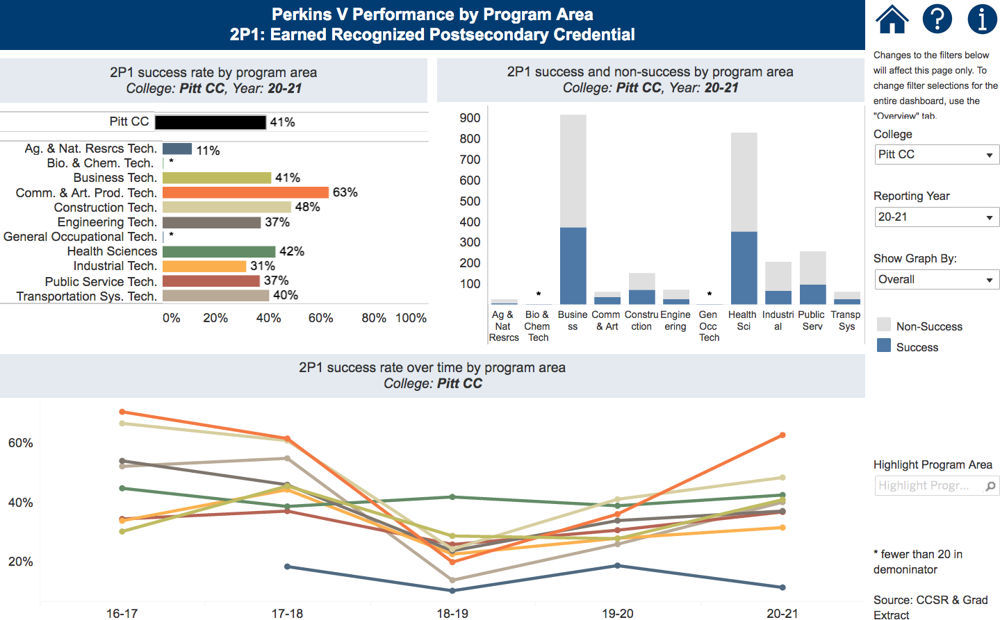 Perkins V Performance by Program Area
2P1: Earned Recognized Postsecondary Credential
2P1 success rate by program area
College: Pitt CC, Year: 20-21
Pitt CC 41%
Ag. & Nat. Resrcs Tech. 11%
Bio. & Chem. Tech. *
Business Tech. 41%
Comm. & Art. Prod. Tech. 63%
Construction Tech. 48%
Engineering Tech. 37%
General Occupational Tech. *
Health Sciences 42%
Industrial Tech. 31%
Public Service Tech. 37%
Transportation Sys. Tech. 40%
0% 20% 40% 60% 80% 100%
2P1 success and non-success by program area
College: Pitt CC, Year: 20-21
900
800
700
600
500
400
300
200
100
* *
Ag & Bio & Busine Comm Constru Engine Gen Health Industri Public Transp
Nat Chem ss & Art ction ering Occ Sci al Serv Sys
Resrcs Tech Tech
2P1 success rate over time by program area
College: Pitt CC
60%
40%
20%
16-17 17-18 18-19 19-20 20-21
?
i
Changes to the filters below
will affect this page only. To
change filter selections for the
entire dashboard, use the
"Overview" tab.
College
Pitt CC
Reporting Year
20-21
Show Graph By:
Overall
Non-Success
Success
Highlight Program Area
Highlight Progr...
* fewer than 20 in
demoninator
Source: CCSR & Grad
Extract